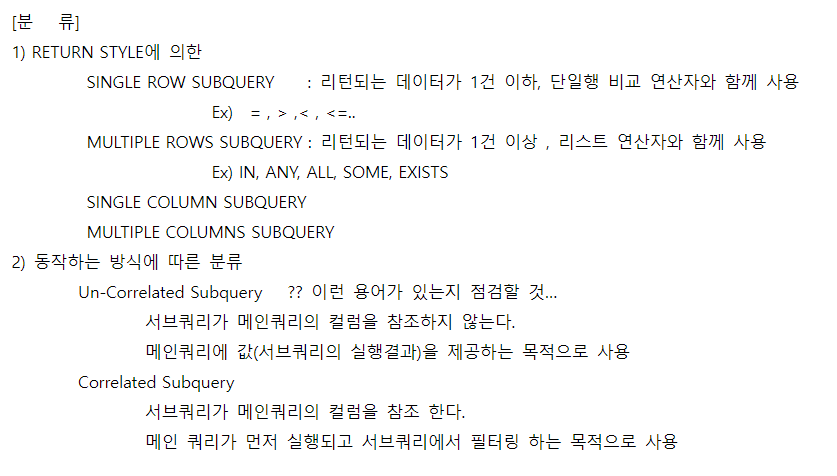 [분 류]
1) RETURN STYLE에 의한
SINGLE ROW SUBQUERY : 리턴되는 데이터가 1건 이하, 단일행 비교 연산자와 함께 사용
Ex) = , > ,< , <=..
MULTIPLE ROWS SUBQUERY : 리턴되는 데이터가 1건 이상 , 리스트 연산자와 함께 사용
Ex) IN, ANY, ALL, SOME, EXISTS
SINGLE COLUMN SUBQUERY
MULTIPLE COLUMNS SUBQUERY
2) 동작하는 방식에 따른 분류
Un-Correlated Subquery ?? 이런 용어가 있는지 점검할 것...
서브쿼리가 메인쿼리의 컬럼을 참조하지 않는다.
메인쿼리에 값(서브쿼리의 실행결과)을 제공하는 목적으로 사용
Correlated Subquery
서브쿼리가 메인쿼리의 컬럼을 참조 한다.
메인 쿼리가 먼저 실행되고 서브쿼리에서 필터링 하는 목적으로 사용